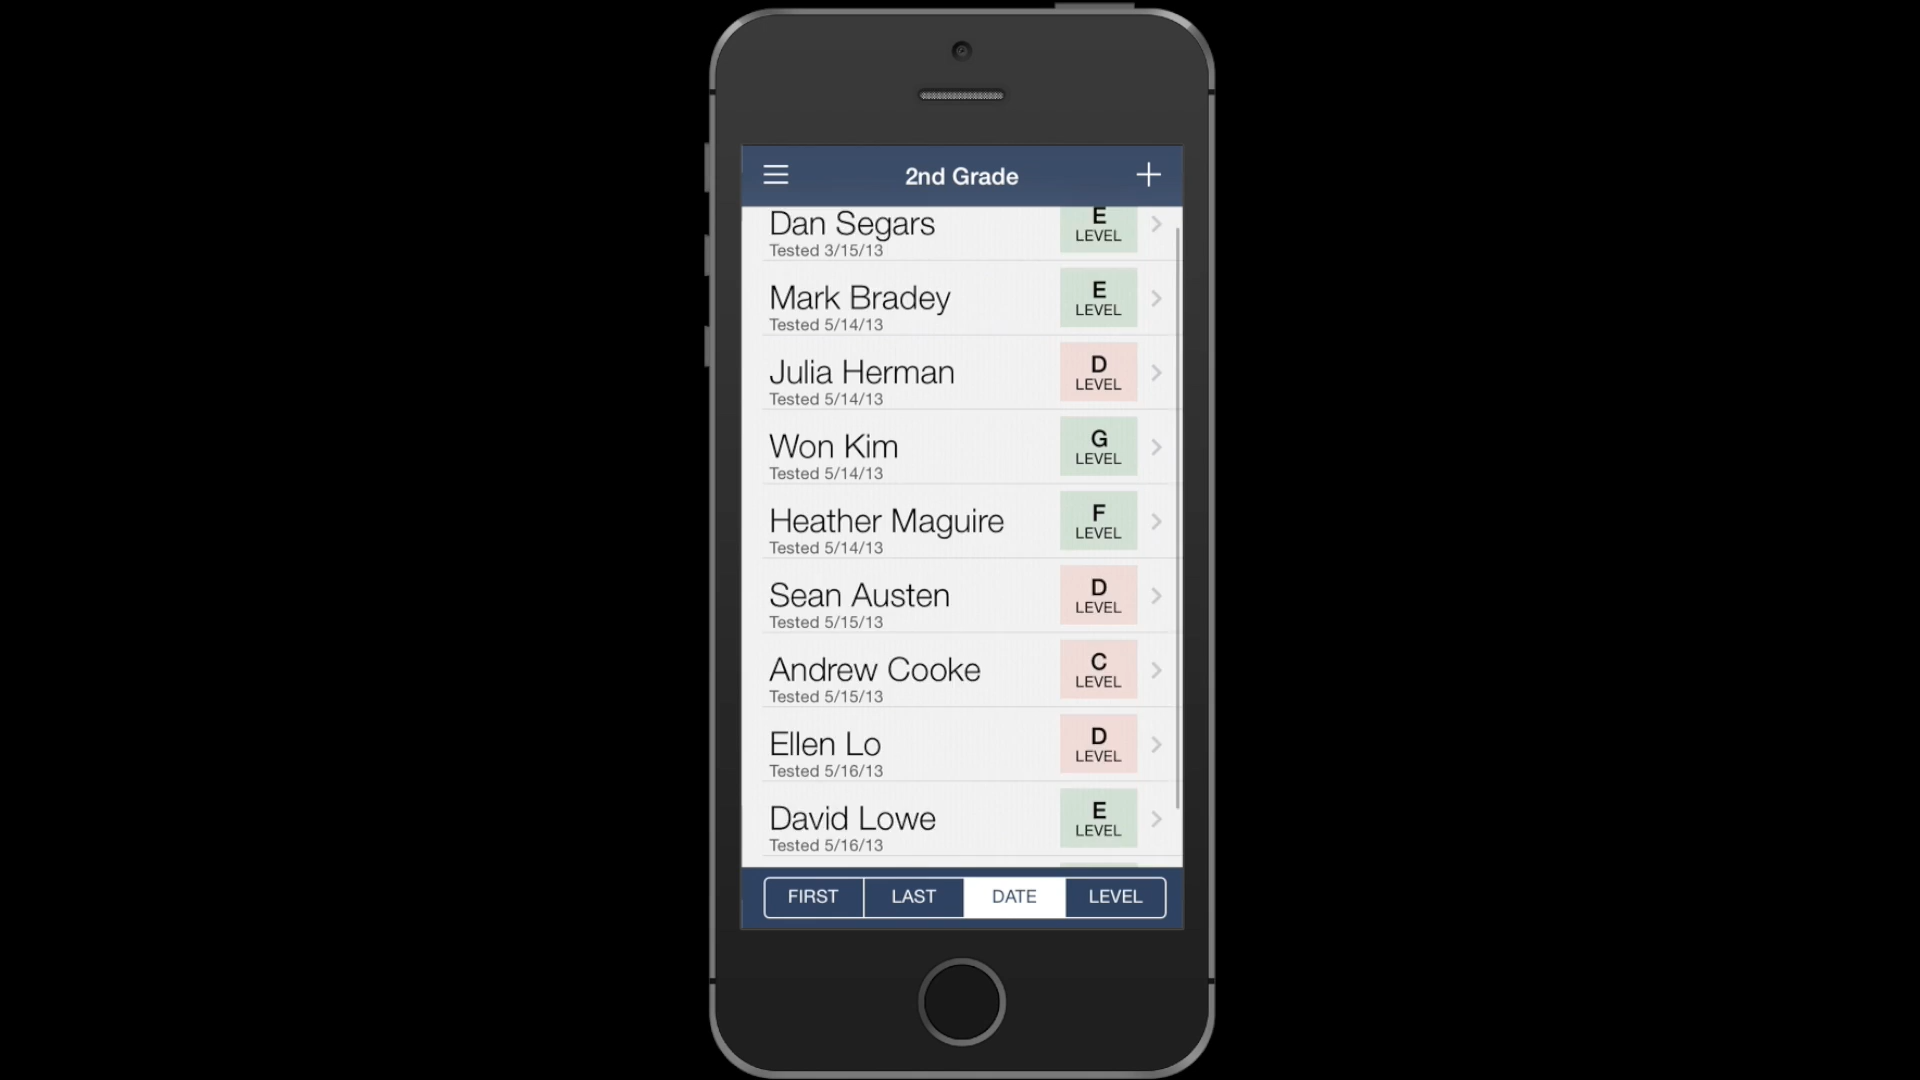 2nd Grade
Dan Segars
Tested 3/15/13
E
LEVEL
Mark Bradey
Tested 5/14/13
E
LEVEL
Julia Herman
Tested 5/14/13
D
LEVEL
Won Kim
Tested 5/14/13
G
LEVEL
Heather Maguire
Tested 5/14/13
F
LEVEL
Sean Austen
Tested 5/15/13
D
LEVEL
Andrew Cooke
Tested 5/15/13
C
LEVEL
Ellen Lo
Tested 5/16/13
D
LEVEL
David Lowe
Tested 5/16/13
E
LEVEL
FIRST LAST DATE LEVEL